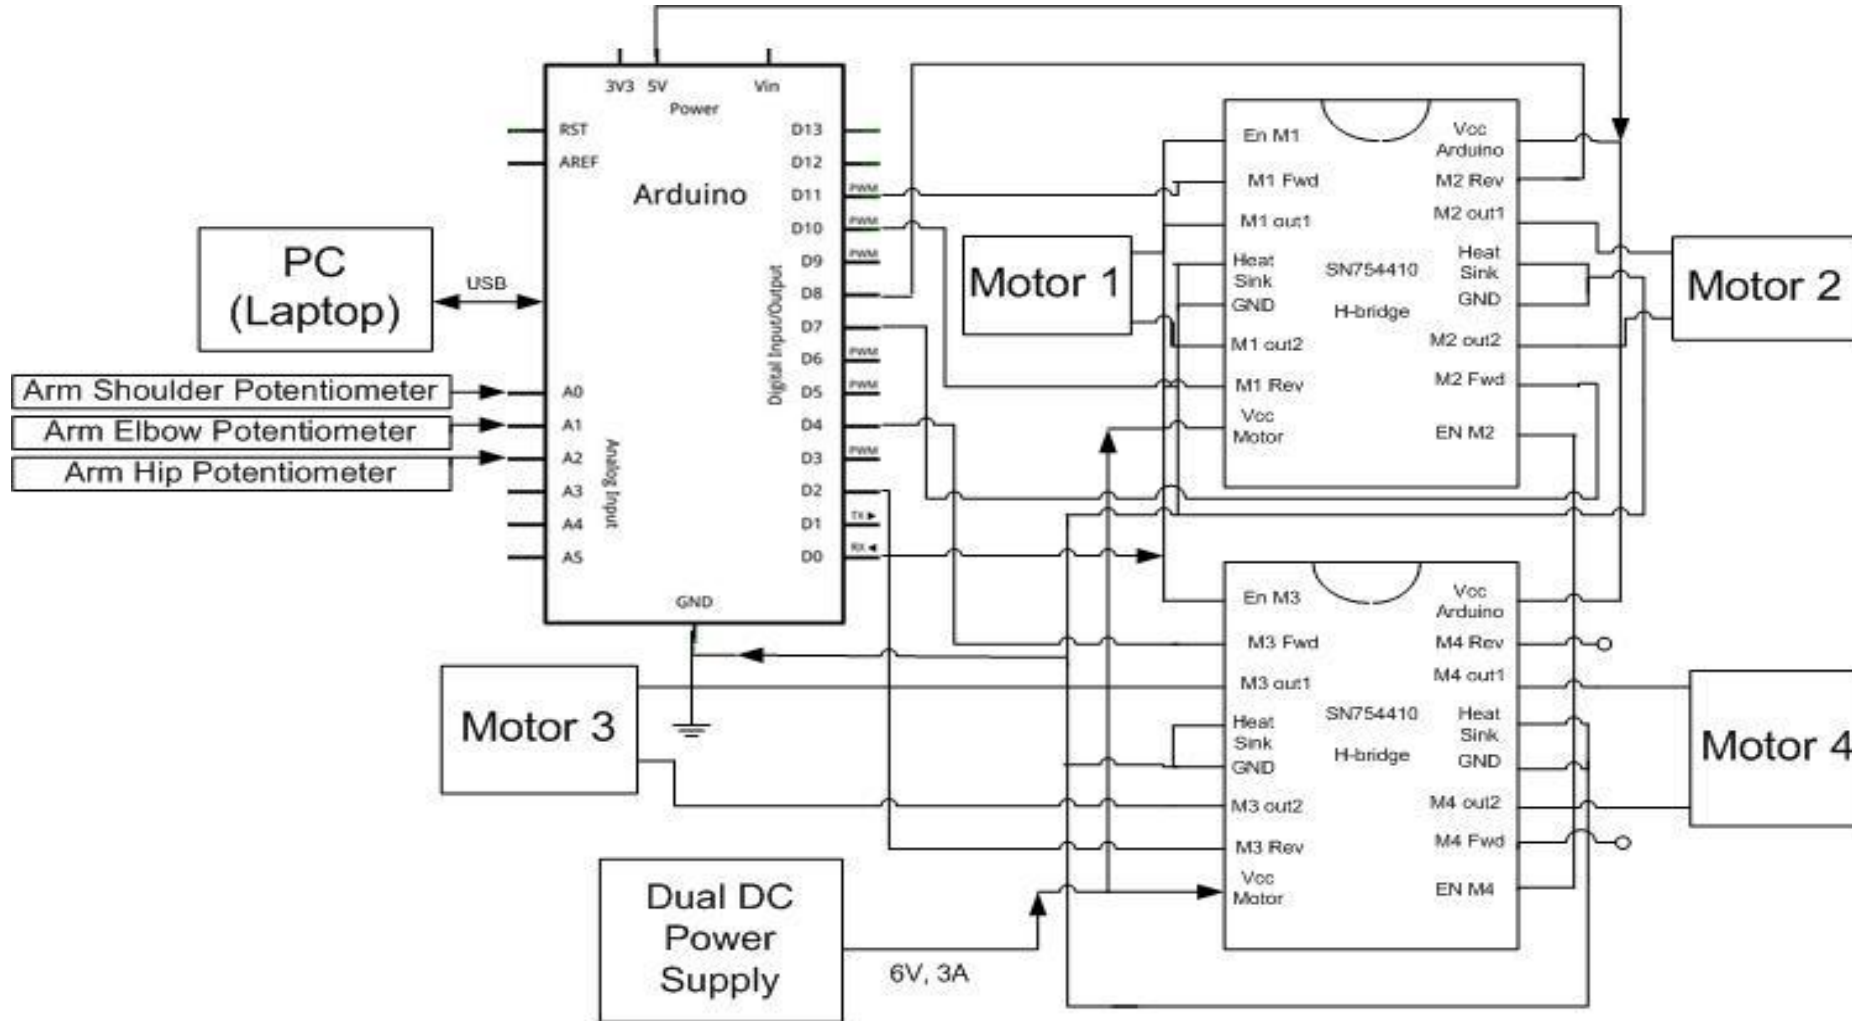 3V3 5V Vin
Power
RST
AREF
Arduino
D13
D12
D11
D10
D9
D8
D7
D6
D5
D4
D3
D2
D1
D0
PWM
PWM
PWM
PWM
PWM
PWM
TX ▶
RX ◀
Digital Input/Output
Analog Input
A0
A1
A2
A3
A4
A5
GND
PC
(Laptop)
USB
Arm Shoulder Potentiometer
Arm Elbow Potentiometer
Arm Hip Potentiometer
Motor 1
En M1
M1 Fwd
M1 out1
Heat
Sink
GND
M1 out2
M1 Rev
Vcc
Motor
SN754410
H-bridge
Vcc
Arduino
M2 Rev
M2 out1
Heat
Sink
GND
M2 out2
M2 Fwd
EN M2
Motor 2
Motor 3
En M3
M3 Fwd
M3 out1
Heat
Sink
GND
M3 out2
M3 Rev
Vcc
Motor
SN754410
H-bridge
Vcc
Arduino
M4 Rev
M4 out1
Heat
Sink
GND
M4 out2
M4 Fwd
EN M4
Motor 4
Dual DC
Power
Supply
6V, 3A